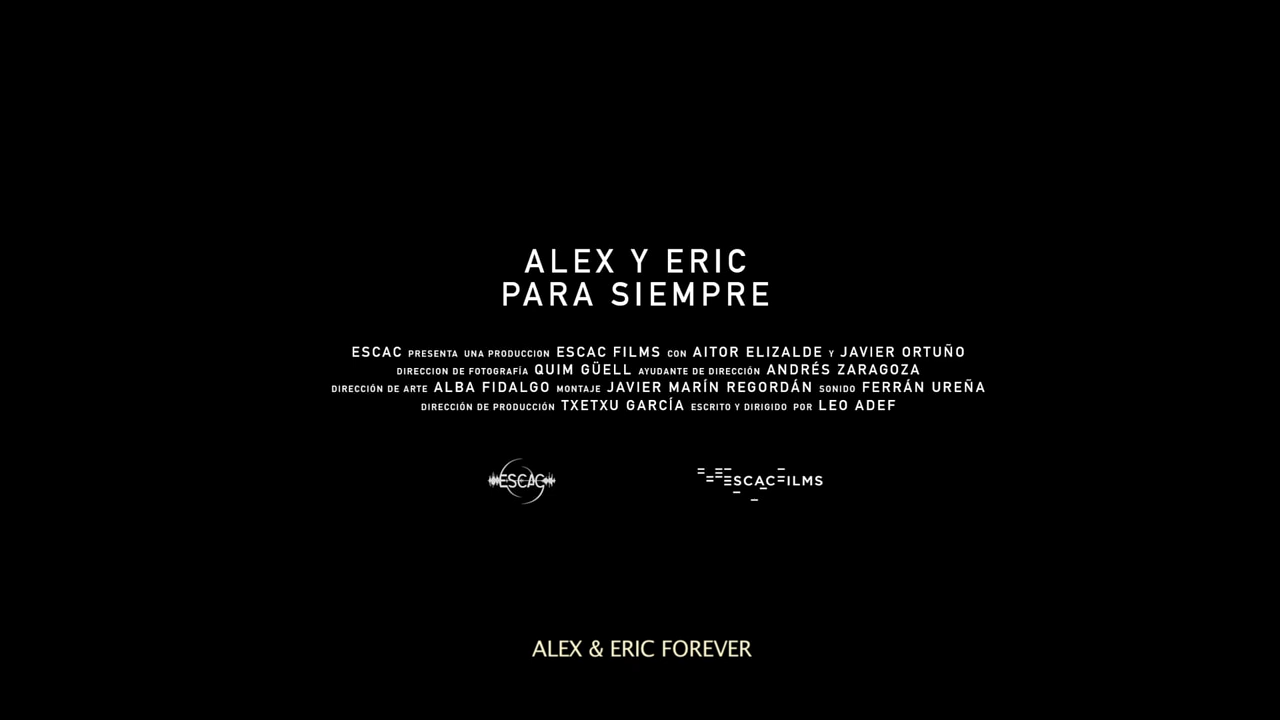 ALEX Y ERIC
PARA SIEMPRE
ESCAC PRESENTA UNA PRODUCCION ESCAC FILMS CON AITOR ELIZALDE Y JAVIER ORTUÑO
DIRECCION DE FOTOGRAFÍA QUIM GÜELL AYUDANTE DE DIRECCIÓN ANDRÉS ZARAGOZA
DIRECCIÓN DE ARTE ALBA FIDALGO MONTAJE JAVIER MARÍN REGORDÁN SONIDO FERRÁN UREÑA
DIRECCIÓN DE PRODUCCIÓN TXETXU GARCÍA ESCRITO Y DIRIGIDO POR LEO ADEF
ESCAC ESCACFILMS
ALEX & ERIC FOREVER